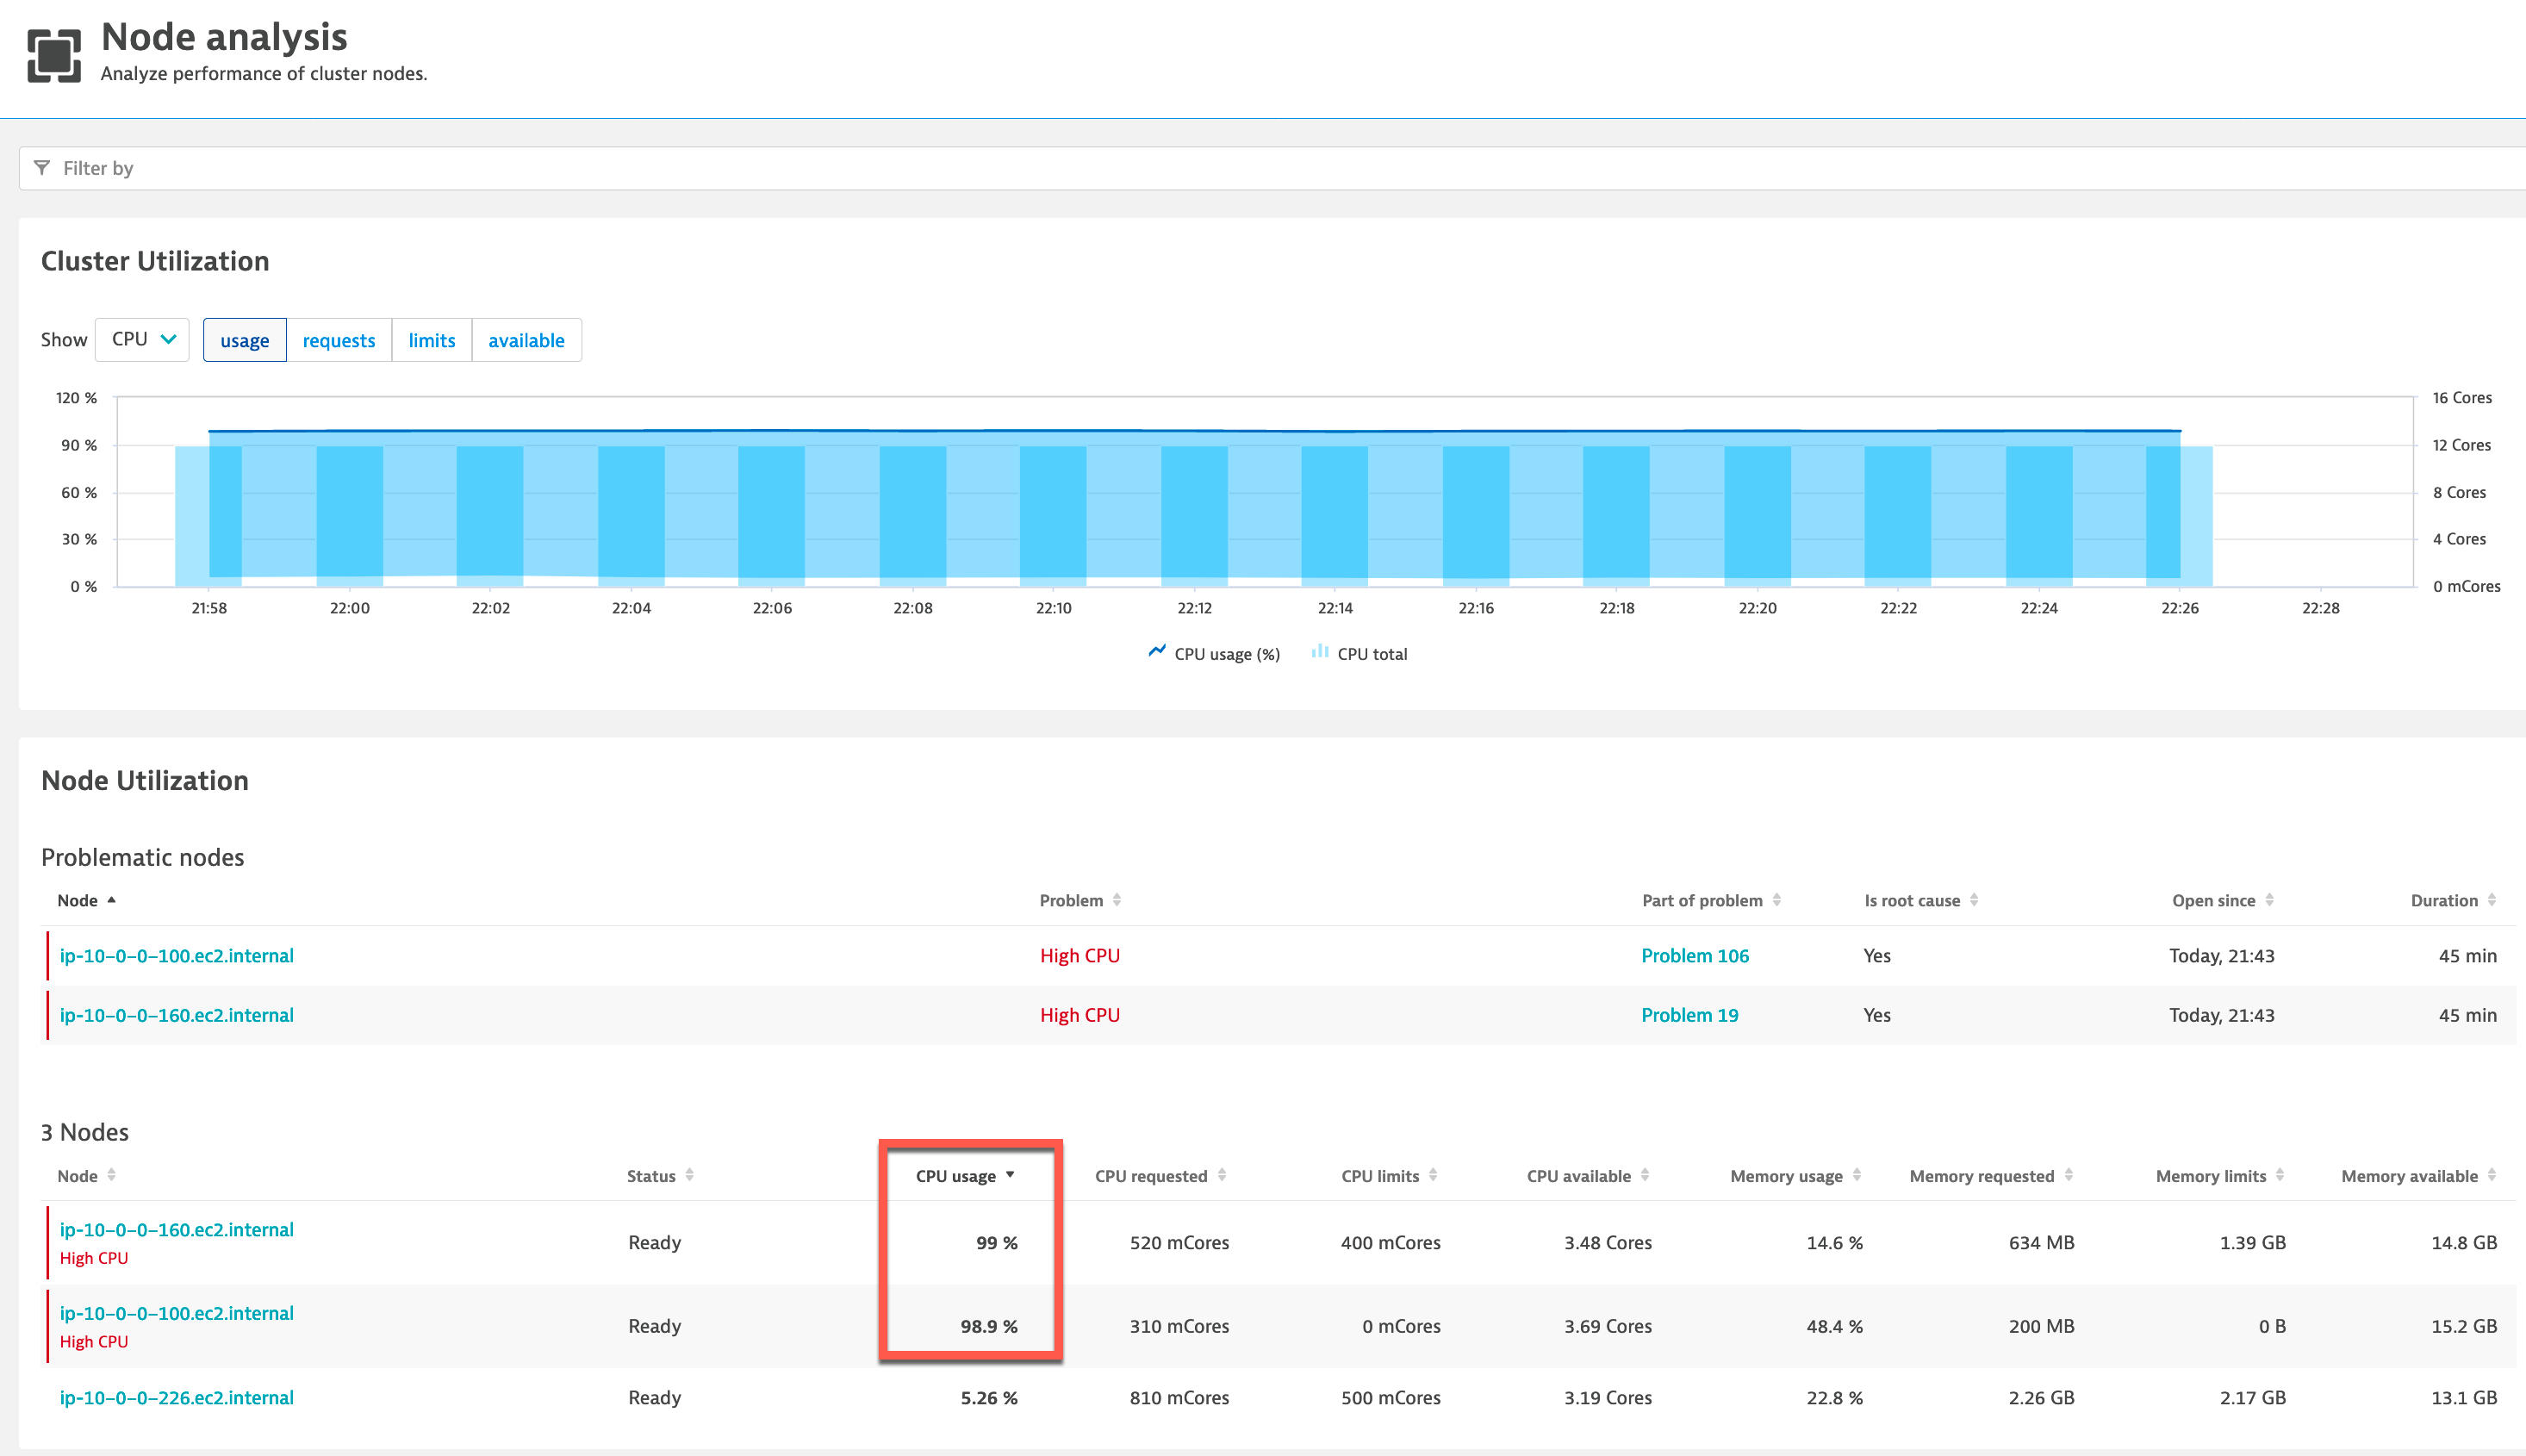 Node analysis
Analyze performance of cluster nodes.
Filter by
Cluster Utilization
Show CPU usage requests limits available
120 % 16 Cores
90 % 12 Cores
60 % 8 Cores
30 % 4 Cores
0 % 0 mCores
21:58 22:00 22:02 22:04 22:06 22:08 22:10 22:12 22:14 22:16 22:18 22:20 22:22 22:24 22:26 22:28
CPU usage (%) CPU total
Node Utilization
Problematic nodes
Node Problem Part of problem Is root cause Open since Duration
ip-10-0-0-100.ec2.internal High CPU Problem 106 Yes Today, 21:43 45 min
ip-10-0-0-160.ec2.internal High CPU Problem 19 Yes Today, 21:43 45 min
3 Nodes
Node Status CPU usage CPU requested CPU limits CPU available Memory usage Memory requested Memory limits Memory available
ip-10-0-0-160.ec2.internal Ready 99 % 520 mCores 400 mCores 3.48 Cores 14.6 % 634 MB 1.39 GB 14.8 GB
High CPU
ip-10-0-0-100.ec2.internal Ready 98.9 % 310 mCores 0 mCores 3.69 Cores 48.4 % 200 MB 0 B 15.2 GB
High CPU
ip-10-0-0-226.ec2.internal Ready 5.26 % 810 mCores 500 mCores 3.19 Cores 22.8 % 2.26 GB 2.17 GB 13.1 GB